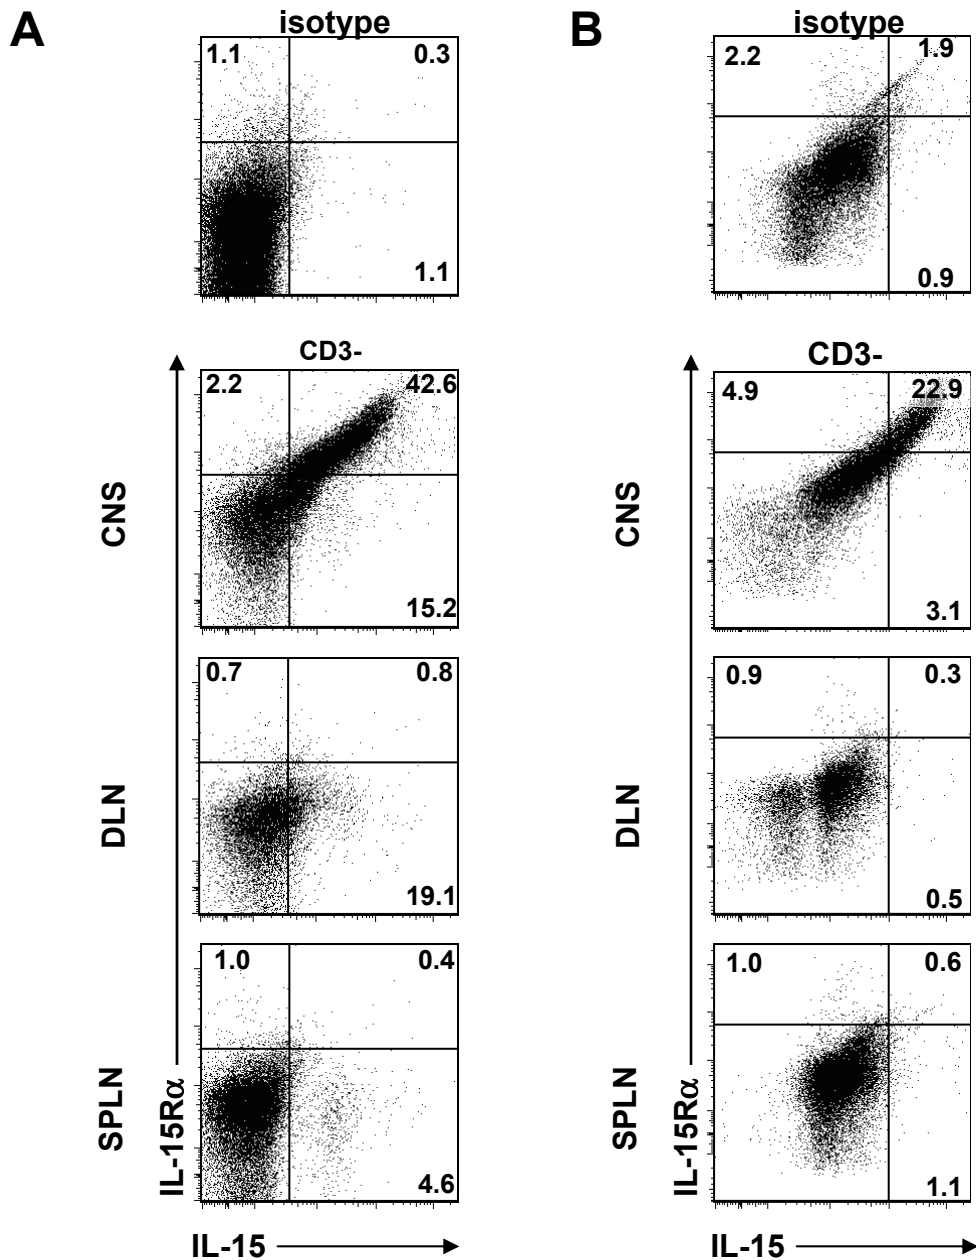 A
isotype
1.1
0.3
1.1
CD3-
2.2
42.6
15.2
CNS
0.7
0.8
19.1
DLN
1.0
0.4
4.6
SPLN
IL-15Rα
IL-15
B
isotype
2.2
1.9
0.9
CD3-
4.9
22.9
3.1
CNS
0.9
0.3
0.5
DLN
1.0
0.6
1.1
SPLN
IL-15Rα
IL-15